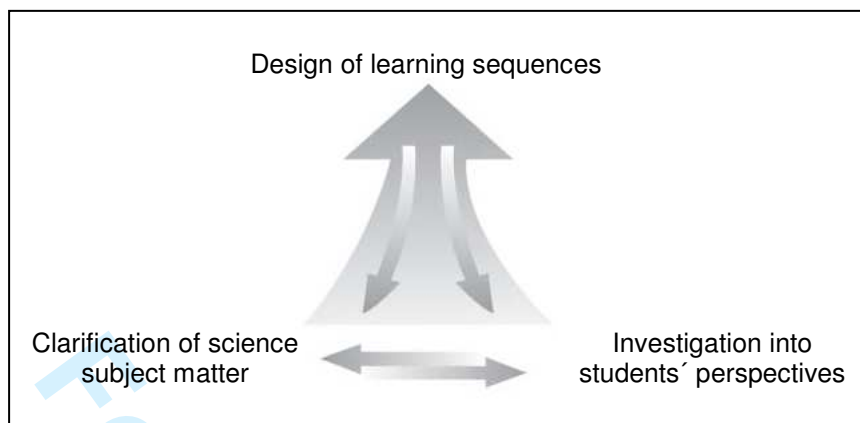 Design of learning sequences
Clarification of science
subject matter
Investigation into
students´ perspectives